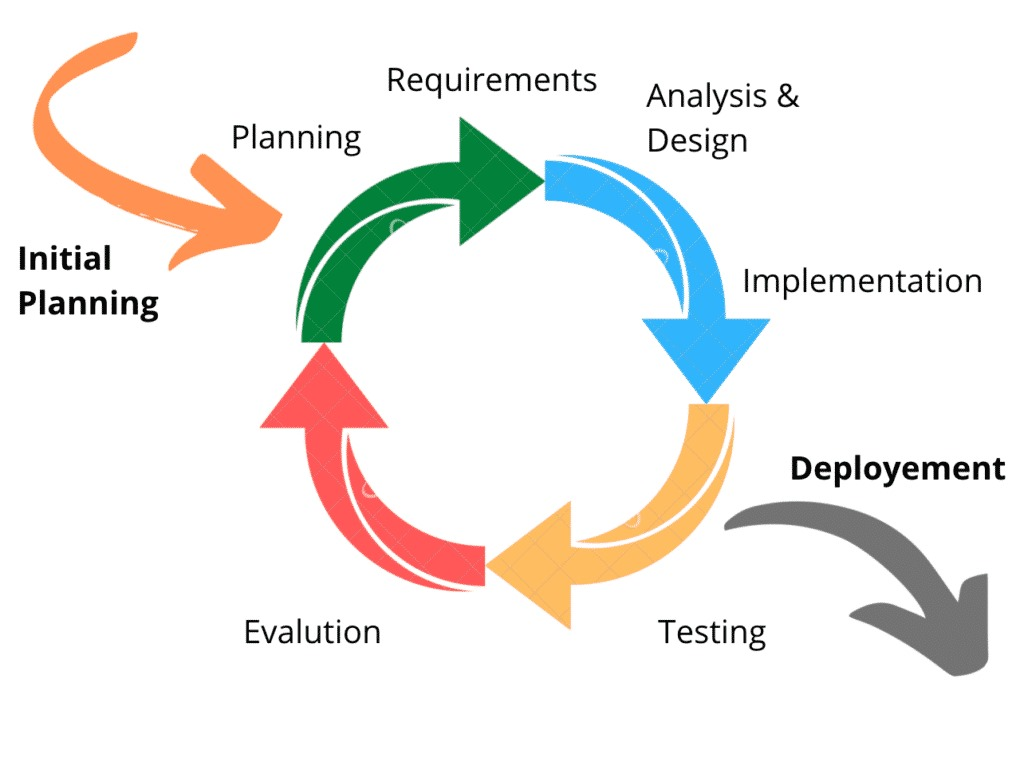 Requirements
Analysis &
Design
Planning
Initial
Planning
Implementation
Deployement
Evalution
Testing